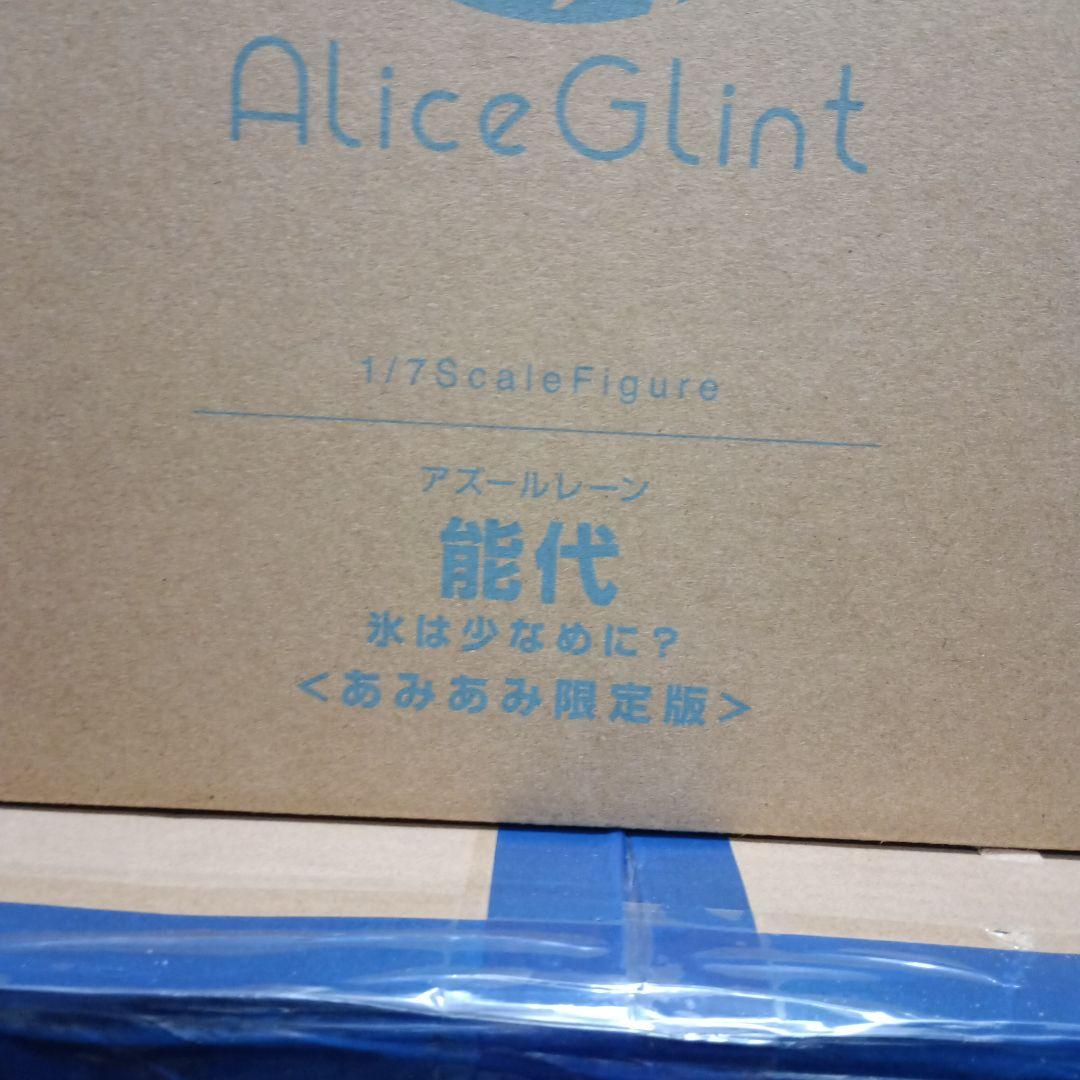 AliceGlint
1/7ScaleFigure
アズールレーン
能代
氷は少なめに?
<あみあみ限定版>